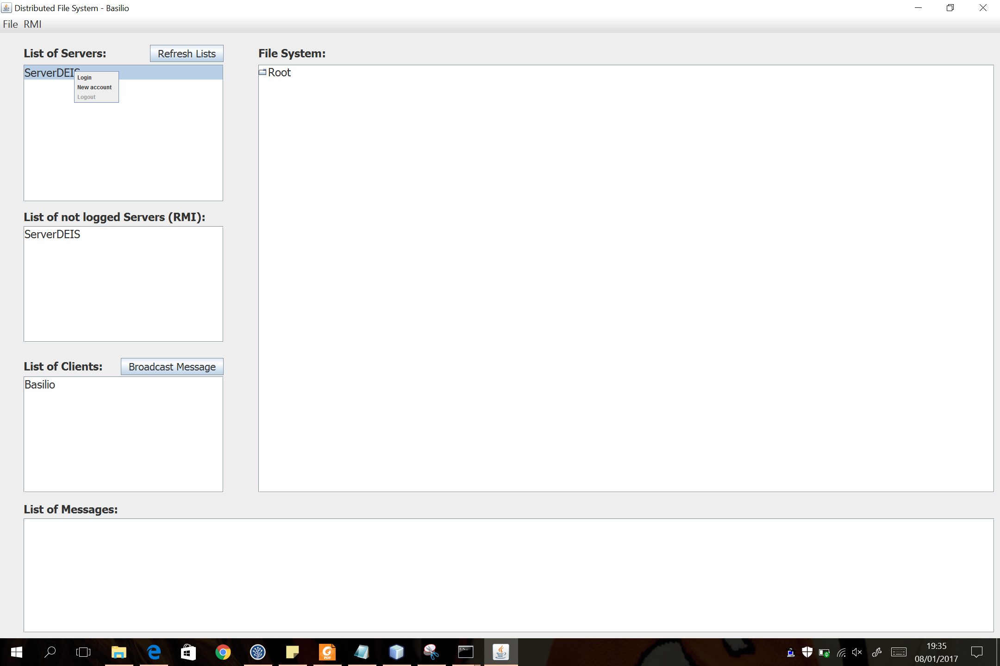 Distributed File System - Basilio
File RMI
List of Servers:
Refresh Lists
ServerDEIS
Login
New account
Logout
List of not logged Servers (RMI):
ServerDEIS
List of Clients:
Broadcast Message
Basilio
File System:
Root
List of Messages:
PDF
C:\_
19:35
08/01/2017